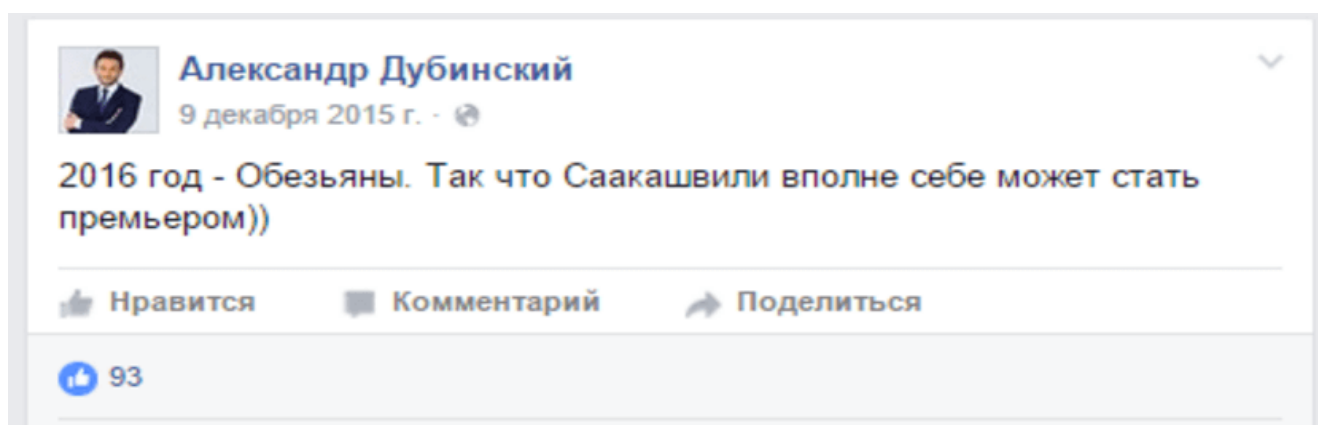 Александр Дубинский
9 декабря 2015 г. ·
2016 год - Обезьяны. Так что Саакашвили вполне себе может стать
премьером))
Нравится Комментарий Поделиться
93